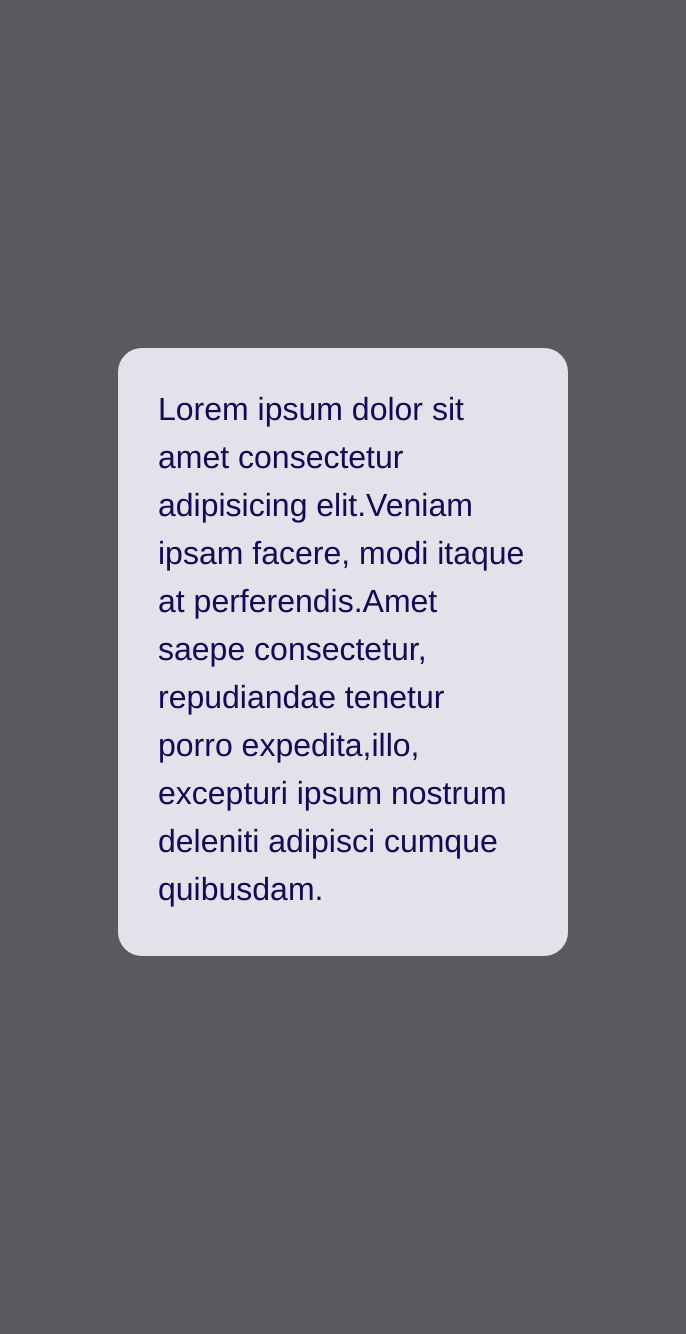 Lorem ipsum dolor sit
amet consectetur
adipisicing elit.Veniam
ipsam facere, modi itaque
at perferendis.Amet
saepe consectetur,
repudiandae tenetur
porro expedita,illo,
excepturi ipsum nostrum
deleniti adipisci cumque
quibusdam.